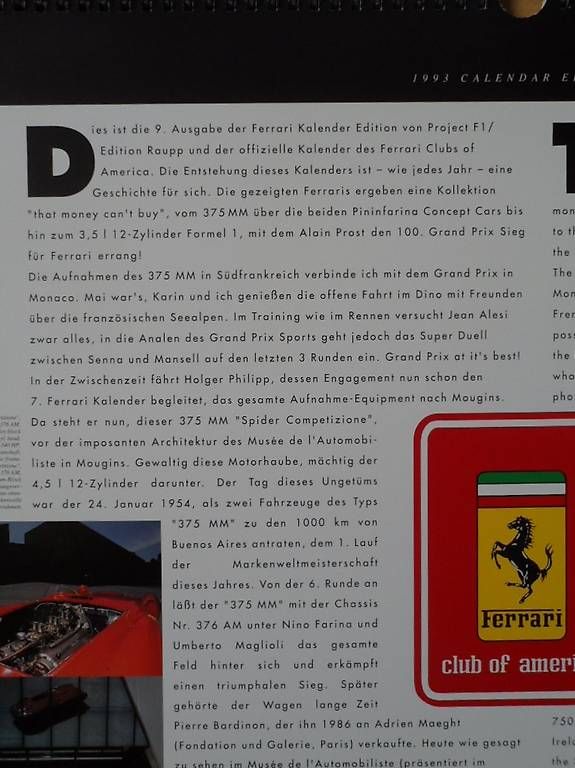 1993 CALENDAR
Dies ist die 9. Ausgabe der Ferrari Kalender Edition von Project F1/
Edition Raupp und der offizielle Kalender des Ferrari Clubs of
America. Die Entstehung dieses Kalenders ist – wie jedes Jahr – eine
Geschichte für sich. Die gezeigten Ferraris ergeben eine Kollektion
"that money can't buy", vom 375MM über die beiden Pininfarina Concept Cars bis
hin zum 3,5 l 12-Zylinder Formel 1, mit dem Alain Prost den 100. Grand Prix Sieg
für Ferrari errang!
Die Aufnahmen des 375 MM in Südfrankreich verbinde ich mit dem Grand Prix in
Monaco. Mai war's, Karin und ich genießen die offene Fahrt im Dino mit Freunden
über die französischen Seealpen. Im Training wie im Rennen versucht Jean Alesi
zwar alles, in die Analen des Grand Prix Sports geht jedoch das Super Duell
zwischen Senna und Mansell auf den letzten 3 Runden ein. Grand Prix at it's best!
In der Zwischenzeit fährt Holger Philipp, dessen Engagement nun schon den
7. Ferrari Kalender begleitet, das gesamte Aufnahme-Equipment nach Mougins.
Da steht er nun, dieser 375 MM "Spider Competizione",
vor der imposanten Architektur des Musée de l'Automobi-
liste in Mougins. Gewaltig diese Motorhaube, mächtig der
4,5 l 12-Zylinder darunter. Der Tag dieses Ungetüms
war der 24. Januar 1954, als zwei Fahrzeuge des Typs
"375 MM" zu den 1000 km von
Buenos Aires antraten, dem 1. Lauf
der Markenweltmeisterschaft
dieses Jahres. Von der 6. Runde an
läßt der "375 MM" mit der Chassis
Nr. 376 AM unter Nino Farina und
Umberto Maglioli das gesamte
Feld hinter sich und erkämpft
einen triumphalen Sieg. Später
gehörte der Wagen lange Zeit
Pierre Bardinon, der ihn 1986 an Adrien Maeght
(Fondation und Galerie, Paris) verkaufte. Heute wie gesagt
zu sehen im Musée de l'Automobiliste (präsentiert im
T
to th
the
The
Mon
the
who
Ferrari
club of ameri
750
the